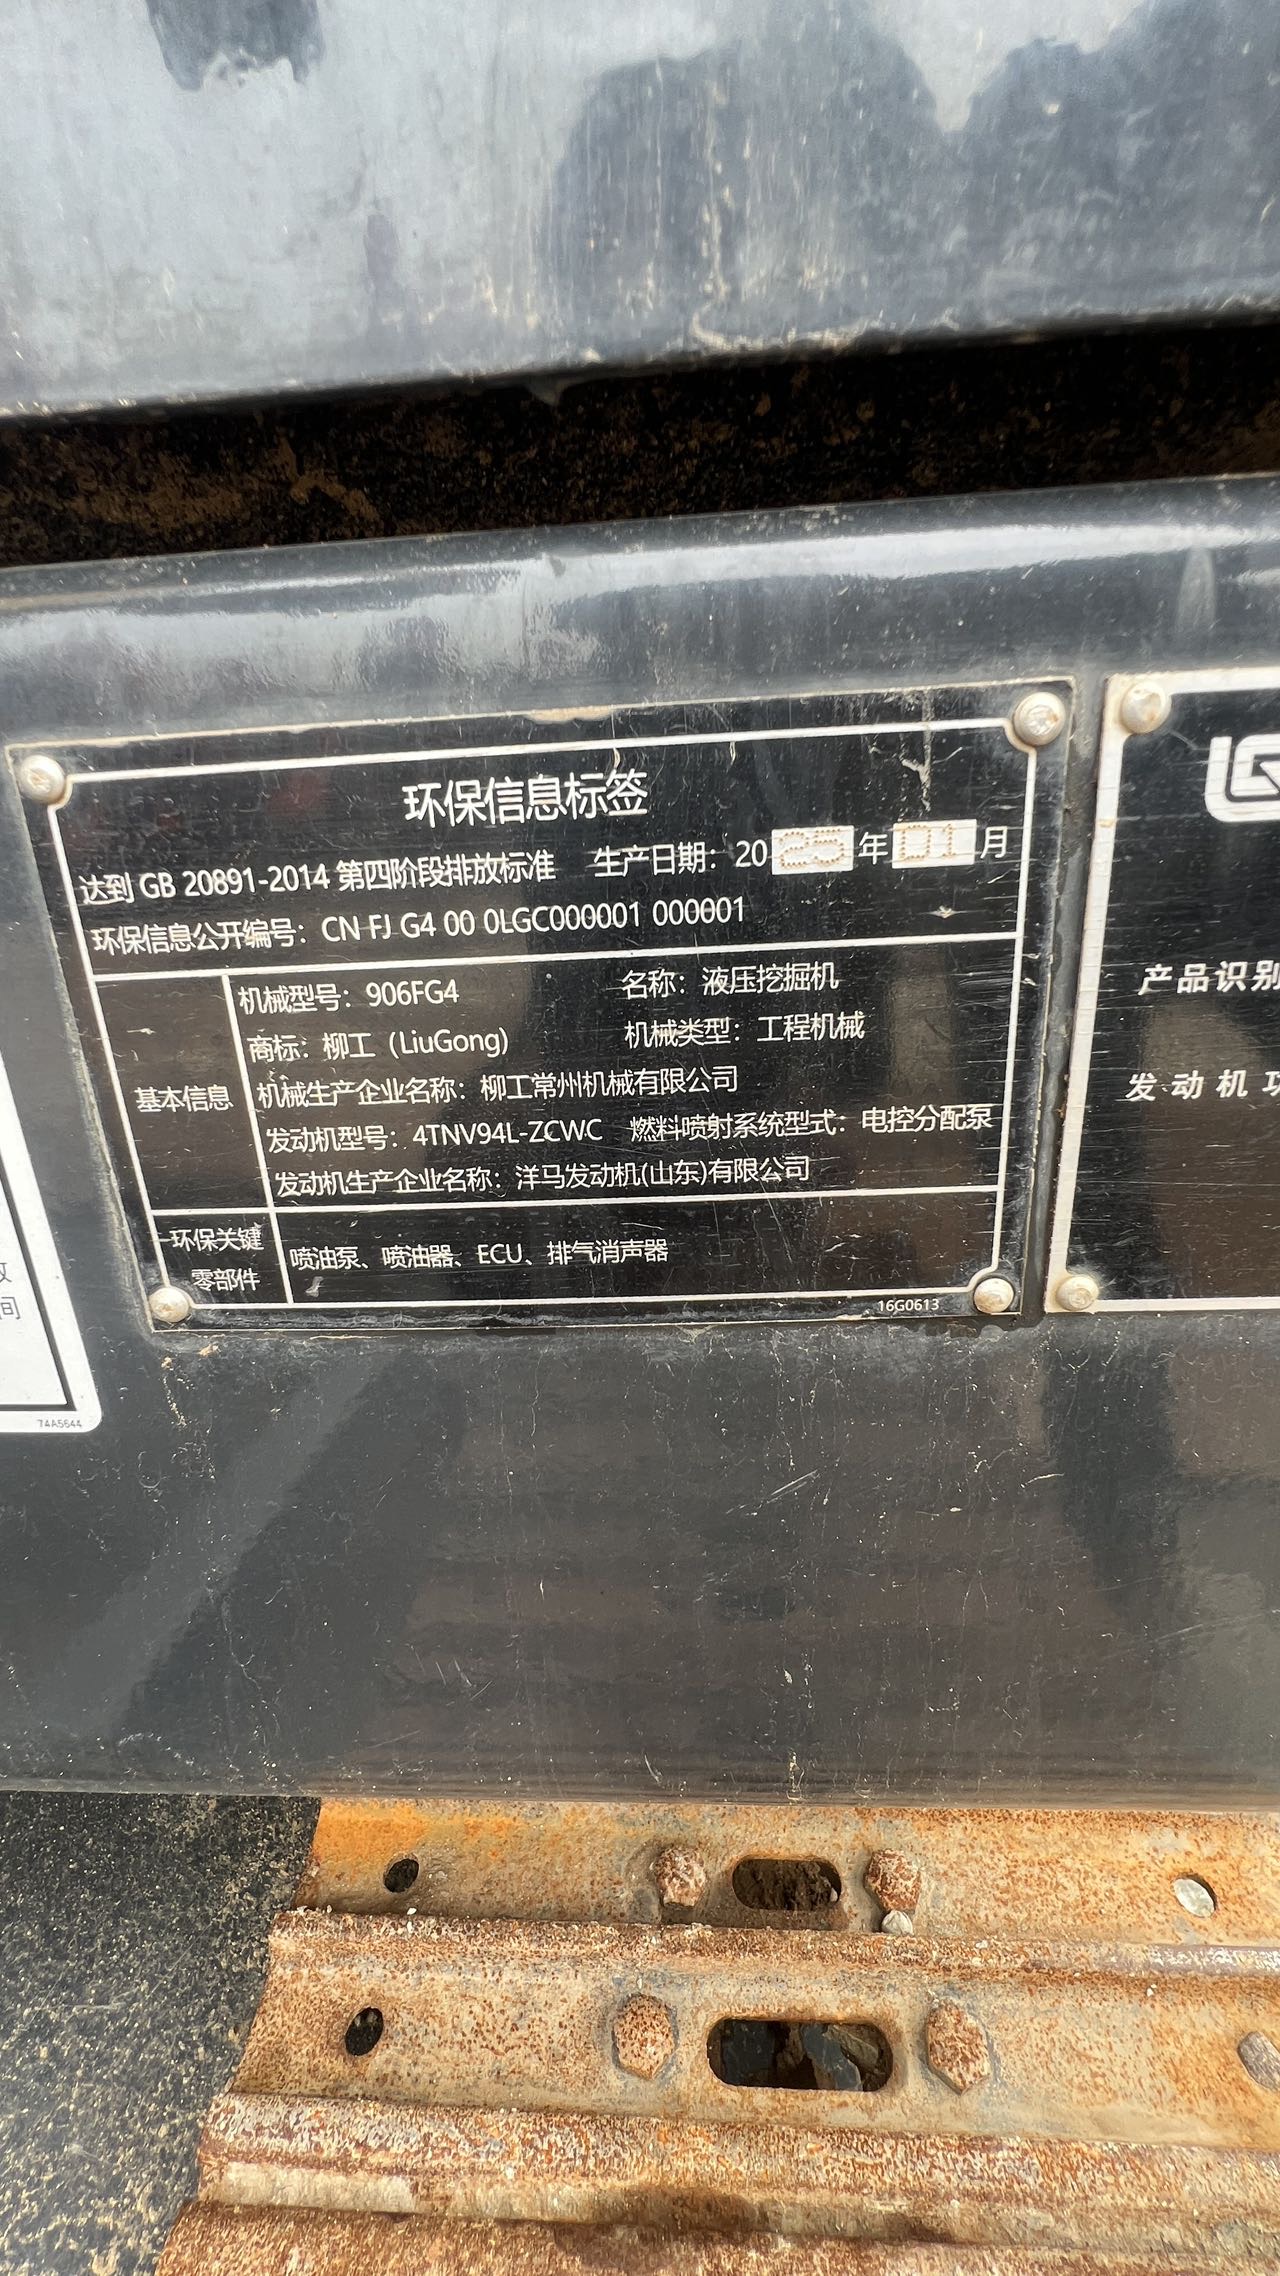 环保信息标签
达到 GB 20891-2014 第四阶段排放标准 生产日期：2025年01月
环保信息公开编号：CN FJ G4 00 0LGC000001 000001
基本信息
机械型号：906FG4 名称：液压挖掘机
商标：柳工（LiuGong) 机械类型：工程机械
机械生产企业名称：柳工常州机械有限公司
发动机型号：4TNV94L-ZCWC 燃料喷射系统型式：电控分配泵
发动机生产企业名称：洋马发动机(山东)有限公司
环保关键
零部件
喷油泵、喷油器、ECU、排气消声器
16G0613
产品识别
发动机
间
74A5644